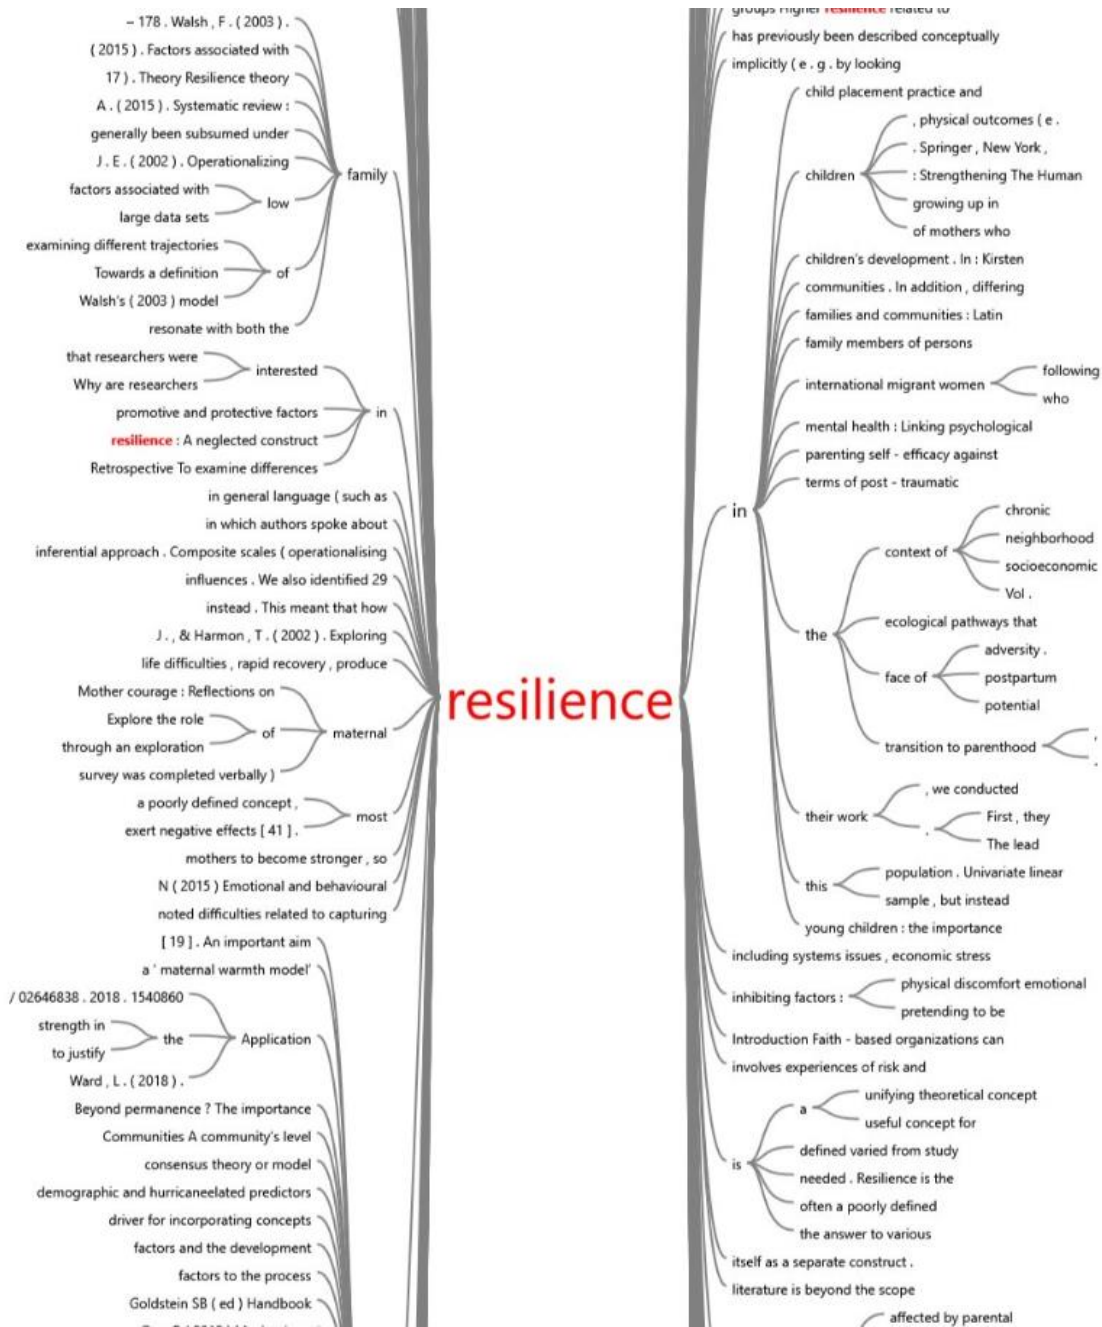 – 178 . Walsh , F . ( 2003 ) .
( 2015 ) . Factors associated with
17 ) . Theory Resilience theory
A . ( 2015 ) . Systematic review :
generally been subsumed under
J . E . ( 2002 ) . Operationalizing
family
factors associated with
low
large data sets
examining different trajectories
Towards a definition
of
Walsh's ( 2003 ) model
resonate with both the
that researchers were
interested
Why are researchers
promotive and protective factors
in
resilience : A neglected construct
Retrospective To examine differences
in general language ( such as
in which authors spoke about
inferential approach . Composite scales ( operationalising
influences . We also identified 29
instead . This meant that how
J . , & Harmon , T . ( 2002 ) . Exploring
life difficulties , rapid recovery , produce
Mother courage : Reflections on
Explore the role
of
maternal
through an exploration
survey was completed verbally )
a poorly defined concept ,
most
exert negative effects [ 41 ] .
mothers to become stronger , so
N ( 2015 ) Emotional and behavioural
noted difficulties related to capturing
[ 19 ] . An important aim
a ' maternal warmth model'
/ 02646838 . 2018 . 1540860
strength in
the
Application
to justify
Ward , L . ( 2018 ) .
Beyond permanence ? The importance
Communities A community's level
consensus theory or model
demographic and hurricaneelated predictors
driver for incorporating concepts
factors and the development
factors to the process
Goldstein SB ( ed ) Handbook
resilience
groups Higher resilience related to
has previously been described conceptually
implicitly ( e . g . by looking
in
child placement practice and
children
, physical outcomes ( e .
. Springer , New York ,
: Strengthening The Human
growing up in
of mothers who
children's development . In : Kirsten
communities . In addition , differing
families and communities : Latin
family members of persons
international migrant women
following
who
mental health : Linking psychological
parenting self - efficacy against
terms of post - traumatic
the
context of
chronic
neighborhood
socioeconomic
Vol .
ecological pathways that
face of
adversity .
postpartum
potential
transition to parenthood
,
.
their work
, we conducted
.
First , they
The lead
this
population . Univariate linear
sample , but instead
young children : the importance
including systems issues , economic stress
inhibiting factors :
physical discomfort emotional
pretending to be
Introduction Faith - based organizations can
involves experiences of risk and
is
a
unifying theoretical concept
useful concept for
defined varied from study
needed . Resilience is the
often a poorly defined
the answer to various
itself as a separate construct .
literature is beyond the scope
affected by parental